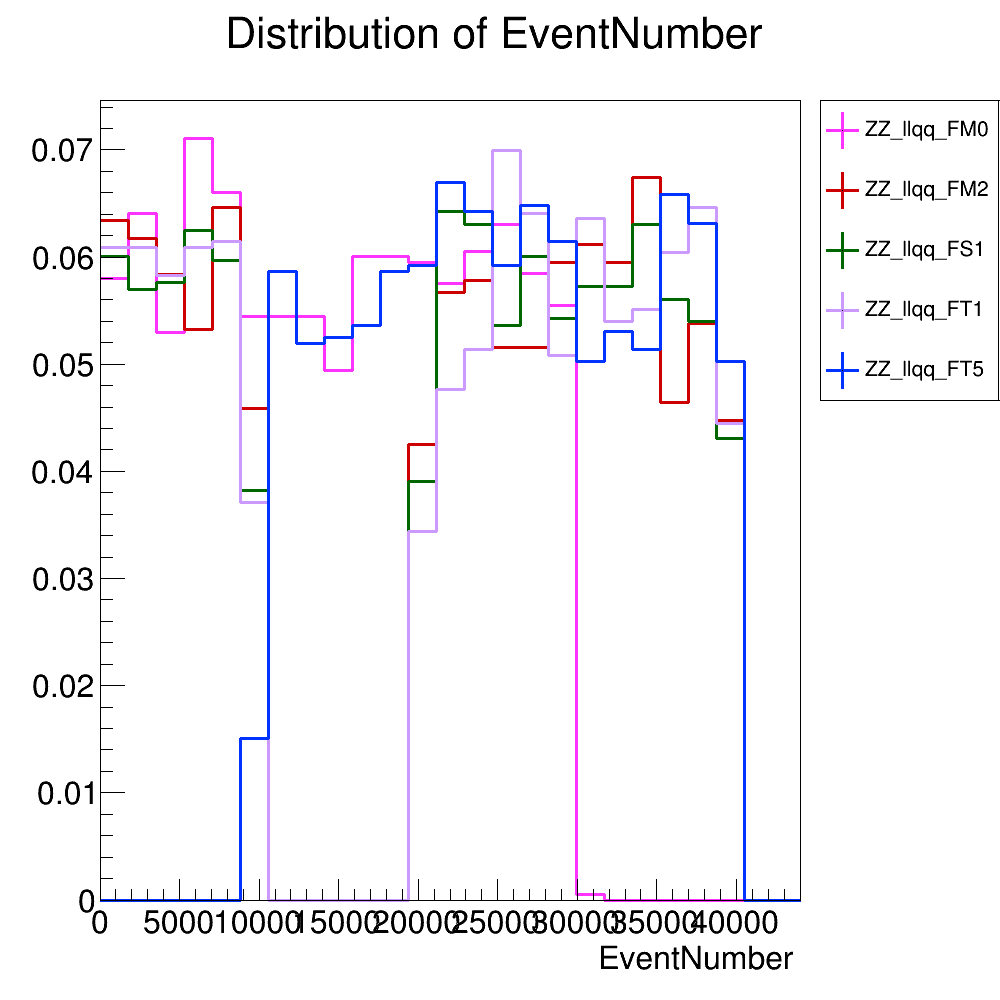 Distribution of EventNumber
0.07
0.06
0.05
0.04
0.03
0.02
0.01
0
0 5000 10000 15000 20000 25000 30000 35000 40000
EventNumber
ZZ_llqq_FM0
ZZ_llqq_FM2
ZZ_llqq_FS1
ZZ_llqq_FT1
ZZ_llqq_FT5